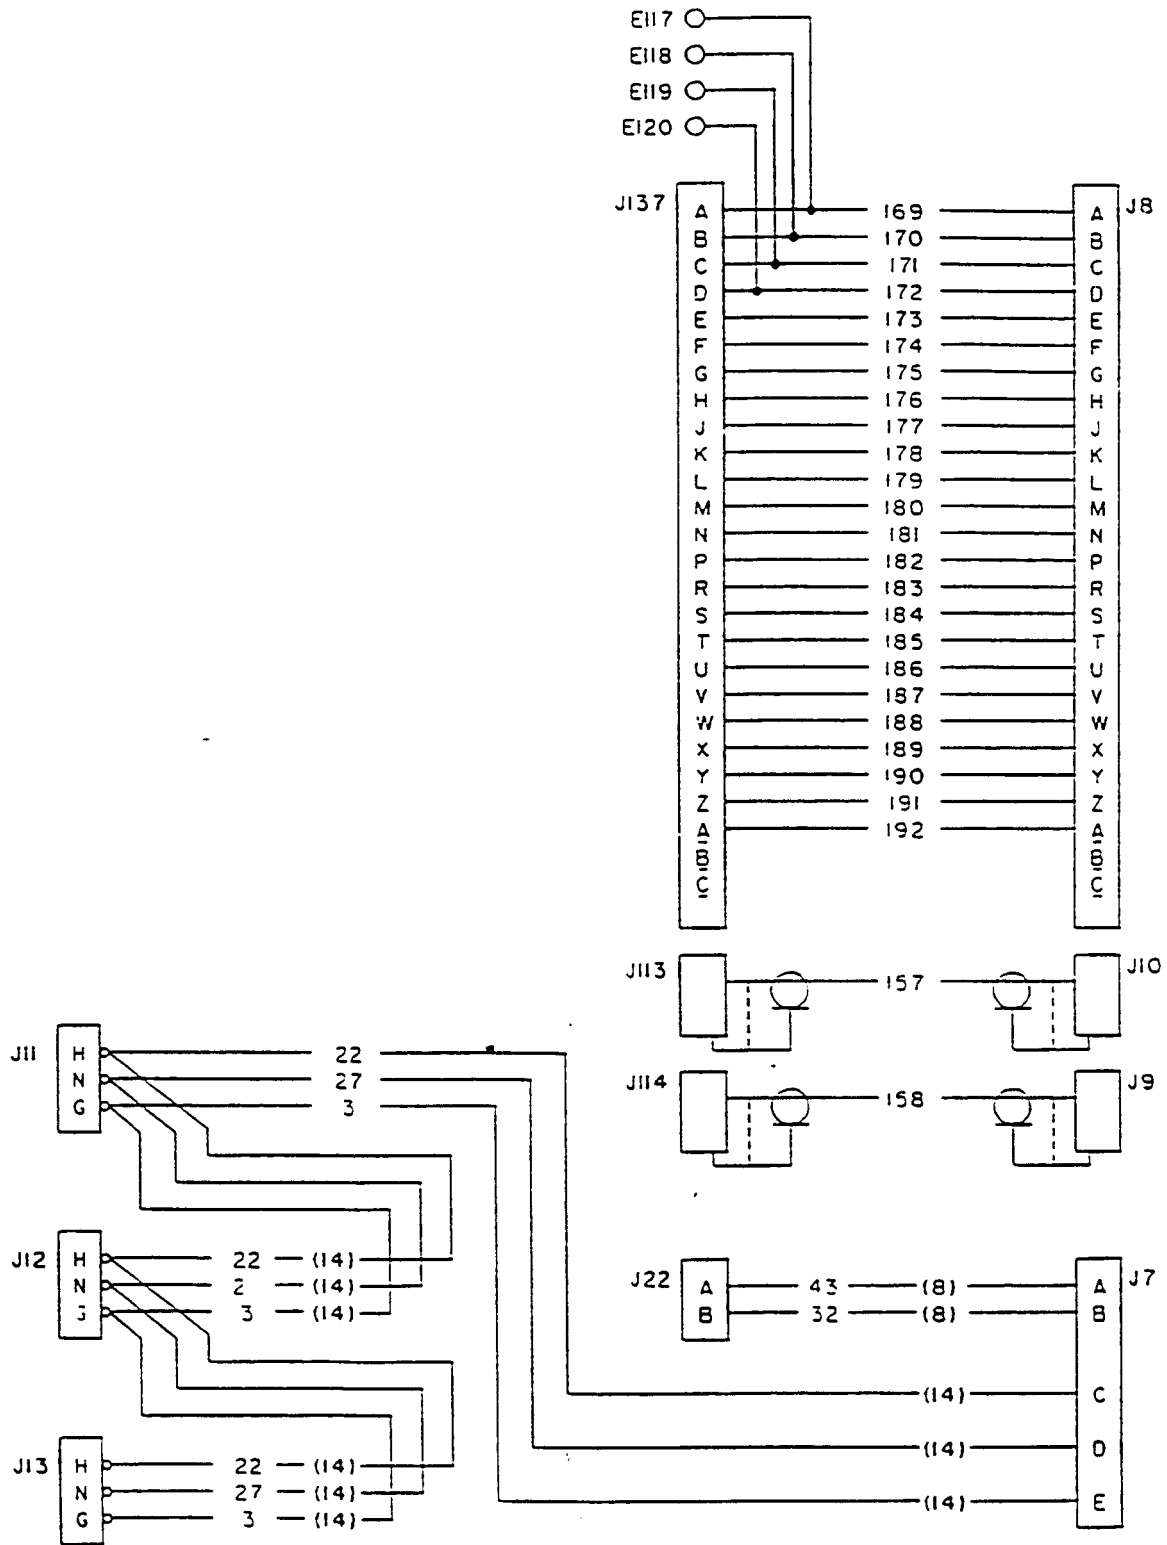 E117
E118
E119
E120
J137 J8
A 169 A
B 170 B
C 171 C
D 172 D
E 173 E
F 174 F
G 175 G
H 176 H
J 177 J
K 178 K
L 179 L
M 180 M
N 181 N
P 182 P
R 183 R
S 184 S
T 185 T
U 186 U
V 187 V
W 188 W
X 189 X
Y 190 Y
Z 191 Z
A 192 A
B B
C C
J113 157 J10
J11
H 22
N 27
G 3
J114 158 J9
J12
H 22 (14)
N 2 (14)
3 (14)
J22 J7
A 43 (8) A
B 32 (8) B
(14) C
(14) D
(14) E
J13
H 22 (14)
N 27 (14)
G 3 (14)